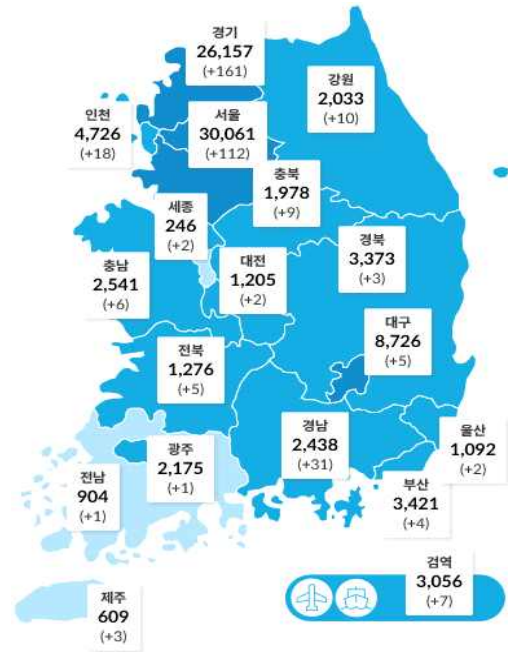 경기
26,157
(+161)
강원
2,033
(+10)
인천
4,726
(+18)
서울
30,061
(+112)
충북
1,978
(+9)
세종
246
(+2)
경북
3,373
(+3)
대전
1,205
(+2)
충남
2,541
(+6)
대구
8,726
(+5)
전북
1,276
(+5)
경남
2,438
(+31)
울산
1,092
(+2)
광주
2,175
(+1)
전남
904
(+1)
부산
3,421
(+4)
검역
3,056
(+7)
제주
609
(+3)